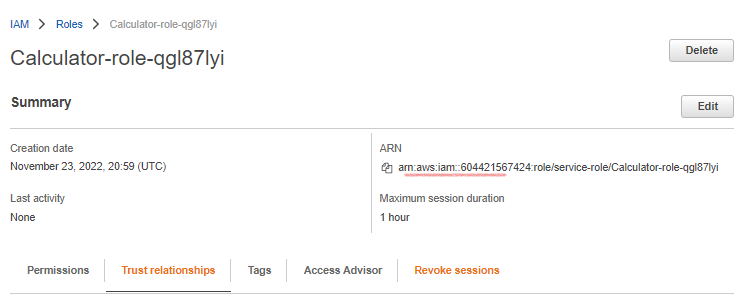 IAM > Roles > Calculator-role-qgl87lyi
Calculator-role-qgl87lyi
Delete
Summary
Edit
Creation date
November 23, 2022, 20:59 (UTC)
ARN
arn:aws:iam::604421567424:role/service-role/Calculator-role-qgl87lyi
Last activity
None
Maximum session duration
1 hour
Permissions Trust relationships Tags Access Advisor Revoke sessions